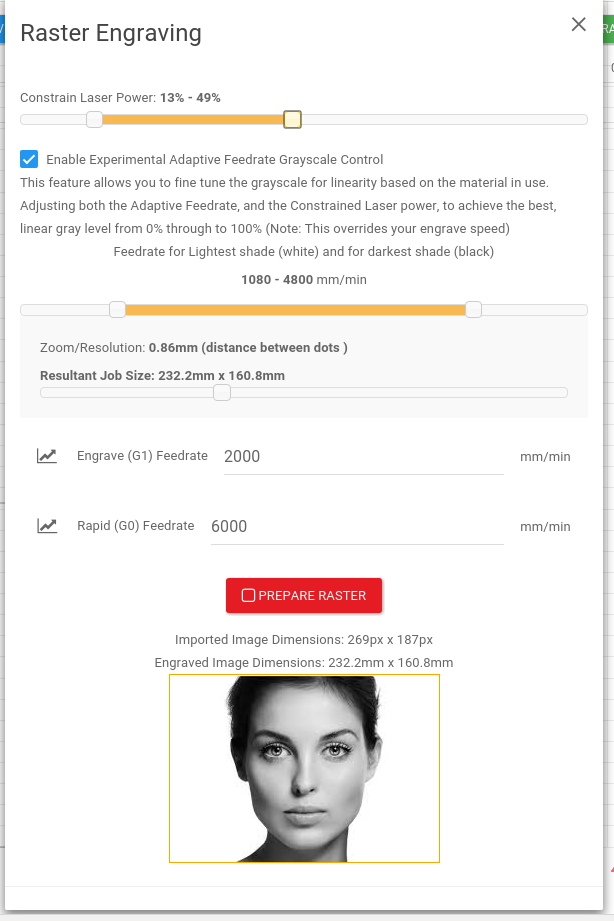 Raster Engraving
RA
Constrain Laser Power: 13% - 49%
Enable Experimental Adaptive Feedrate Grayscale Control
This feature allows you to fine tune the grayscale for linearity based on the material in use.
Adjusting both the Adaptive Feedrate, and the Constrained Laser power, to achieve the best,
linear gray level from 0% through to 100% (Note: This overrides your engrave speed)
Feedrate for Lightest shade (white) and for darkest shade (black)
1080 - 4800 mm/min
Zoom/Resolution: 0.86mm (distance between dots )
Resultant Job Size: 232.2mm x 160.8mm
Engrave (G1) Feedrate 2000 mm/min
Rapid (G0) Feedrate 6000 mm/min
PREPARE RASTER
Imported Image Dimensions: 269px x 187px
Engraved Image Dimensions: 232.2mm x 160.8mm